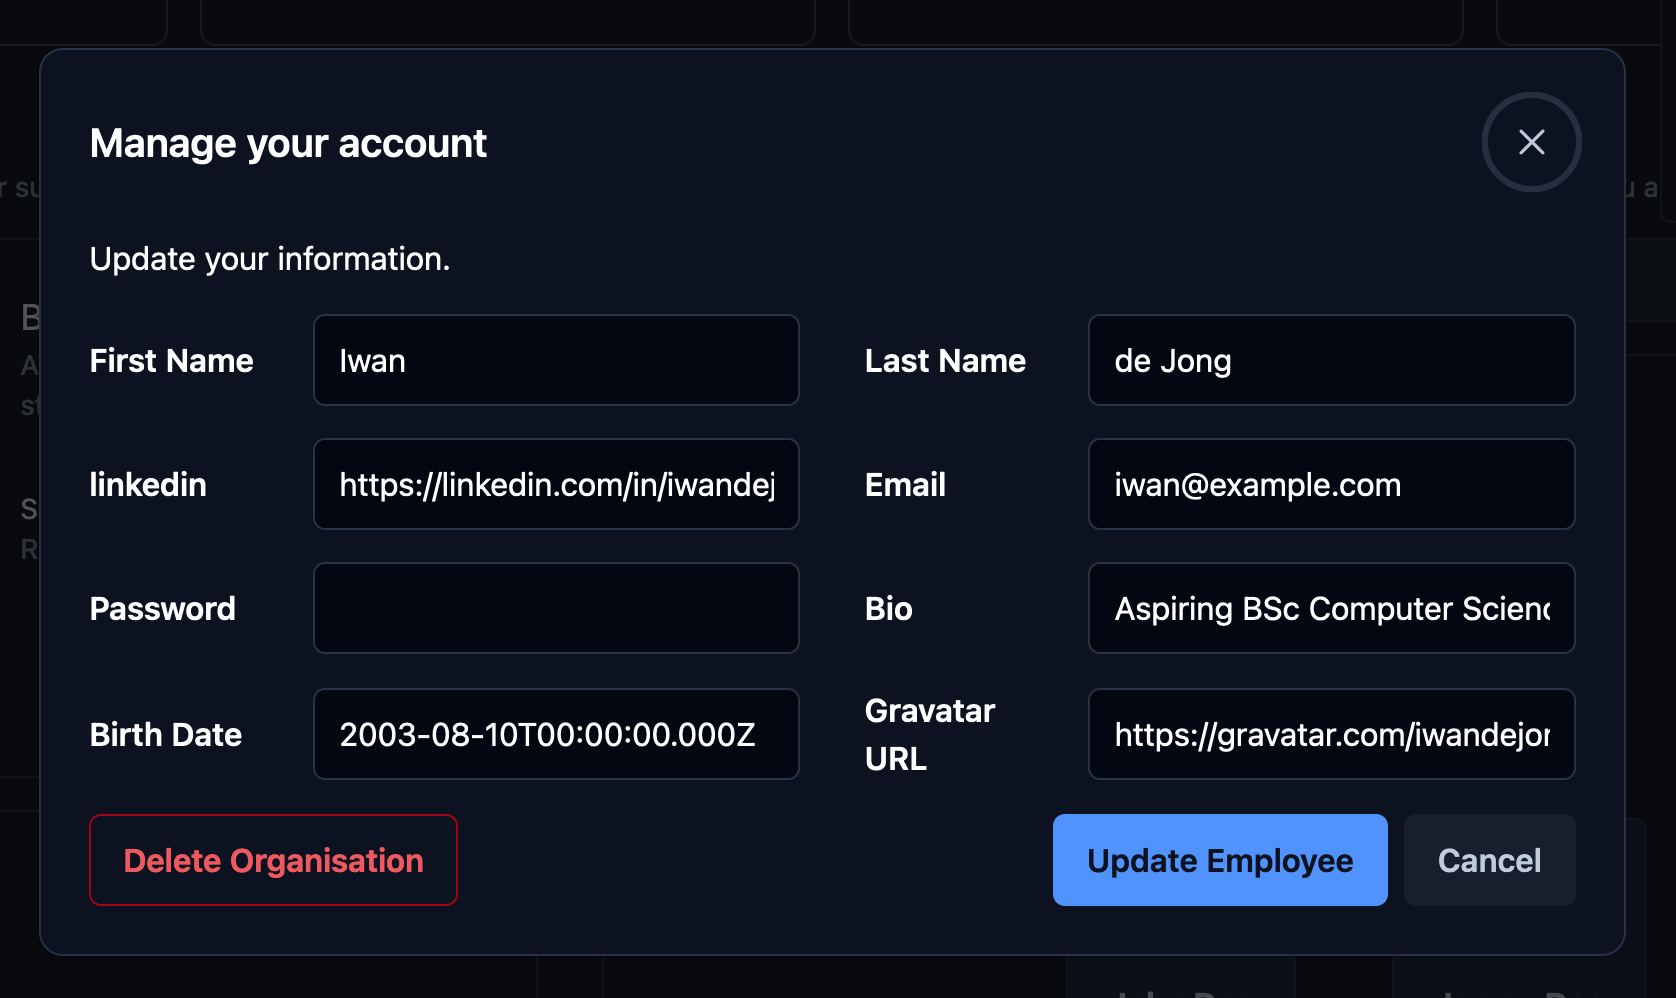 Manage your account
Update your information.
First Name Iwan Last Name de Jong
linkedin https://linkedin.com/in/iwandej Email iwan@example.com
Password Bio Aspiring BSc Computer Scienc
Birth Date 2003-08-10T00:00:00.000Z Gravatar URL https://gravatar.com/iwandejor
Delete Organisation Update Employee Cancel